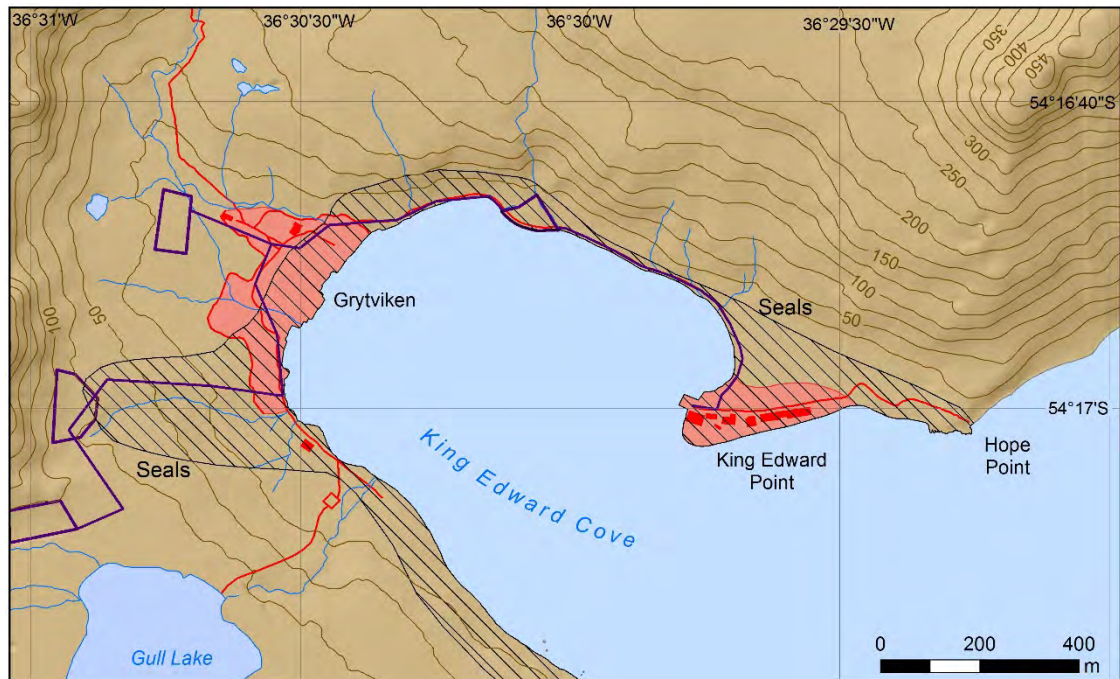 36°31"W
36°30'30"W
36°30"W
36°29'30"W
350
400
450
54°16'40"S
300
250
200
150
100
50
Grytviken
Seals
100
50
54°17'S
King Edward Cove
King Edward
Point
Hope
Point
Seals
Gull Lake
0 200 400
m